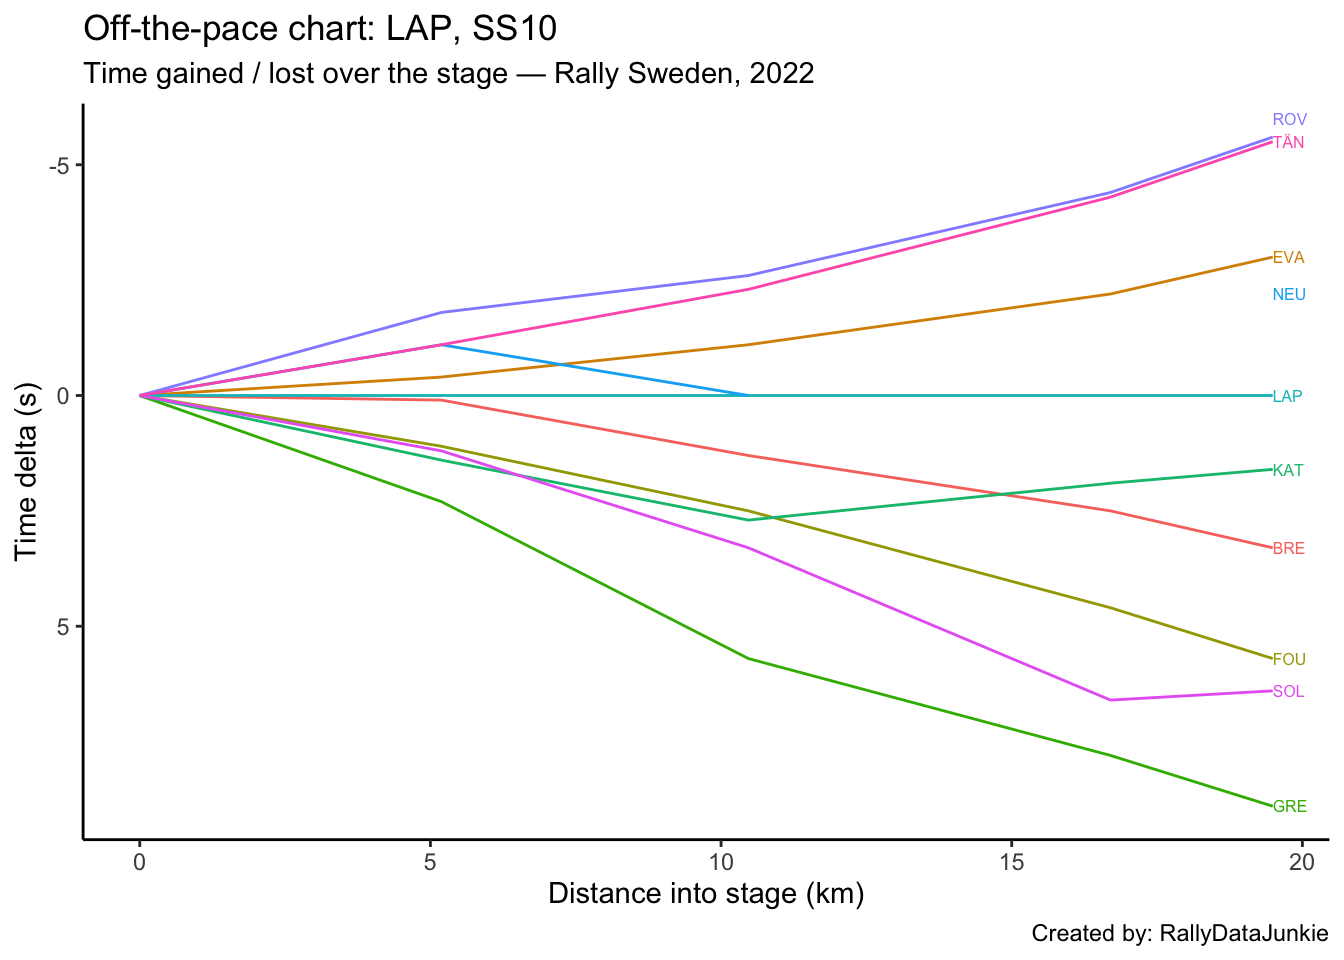 Off-the-pace chart: LAP, SS10
Time gained / lost over the stage — Rally Sweden, 2022
Time delta (s)
-5
0
5
ROV
TÄN
EVA
NEU
LAP
KAT
BRE
FOU
SOL
GRE
0 5 10 15 20
Distance into stage (km)
Created by: RallyDataJunkie